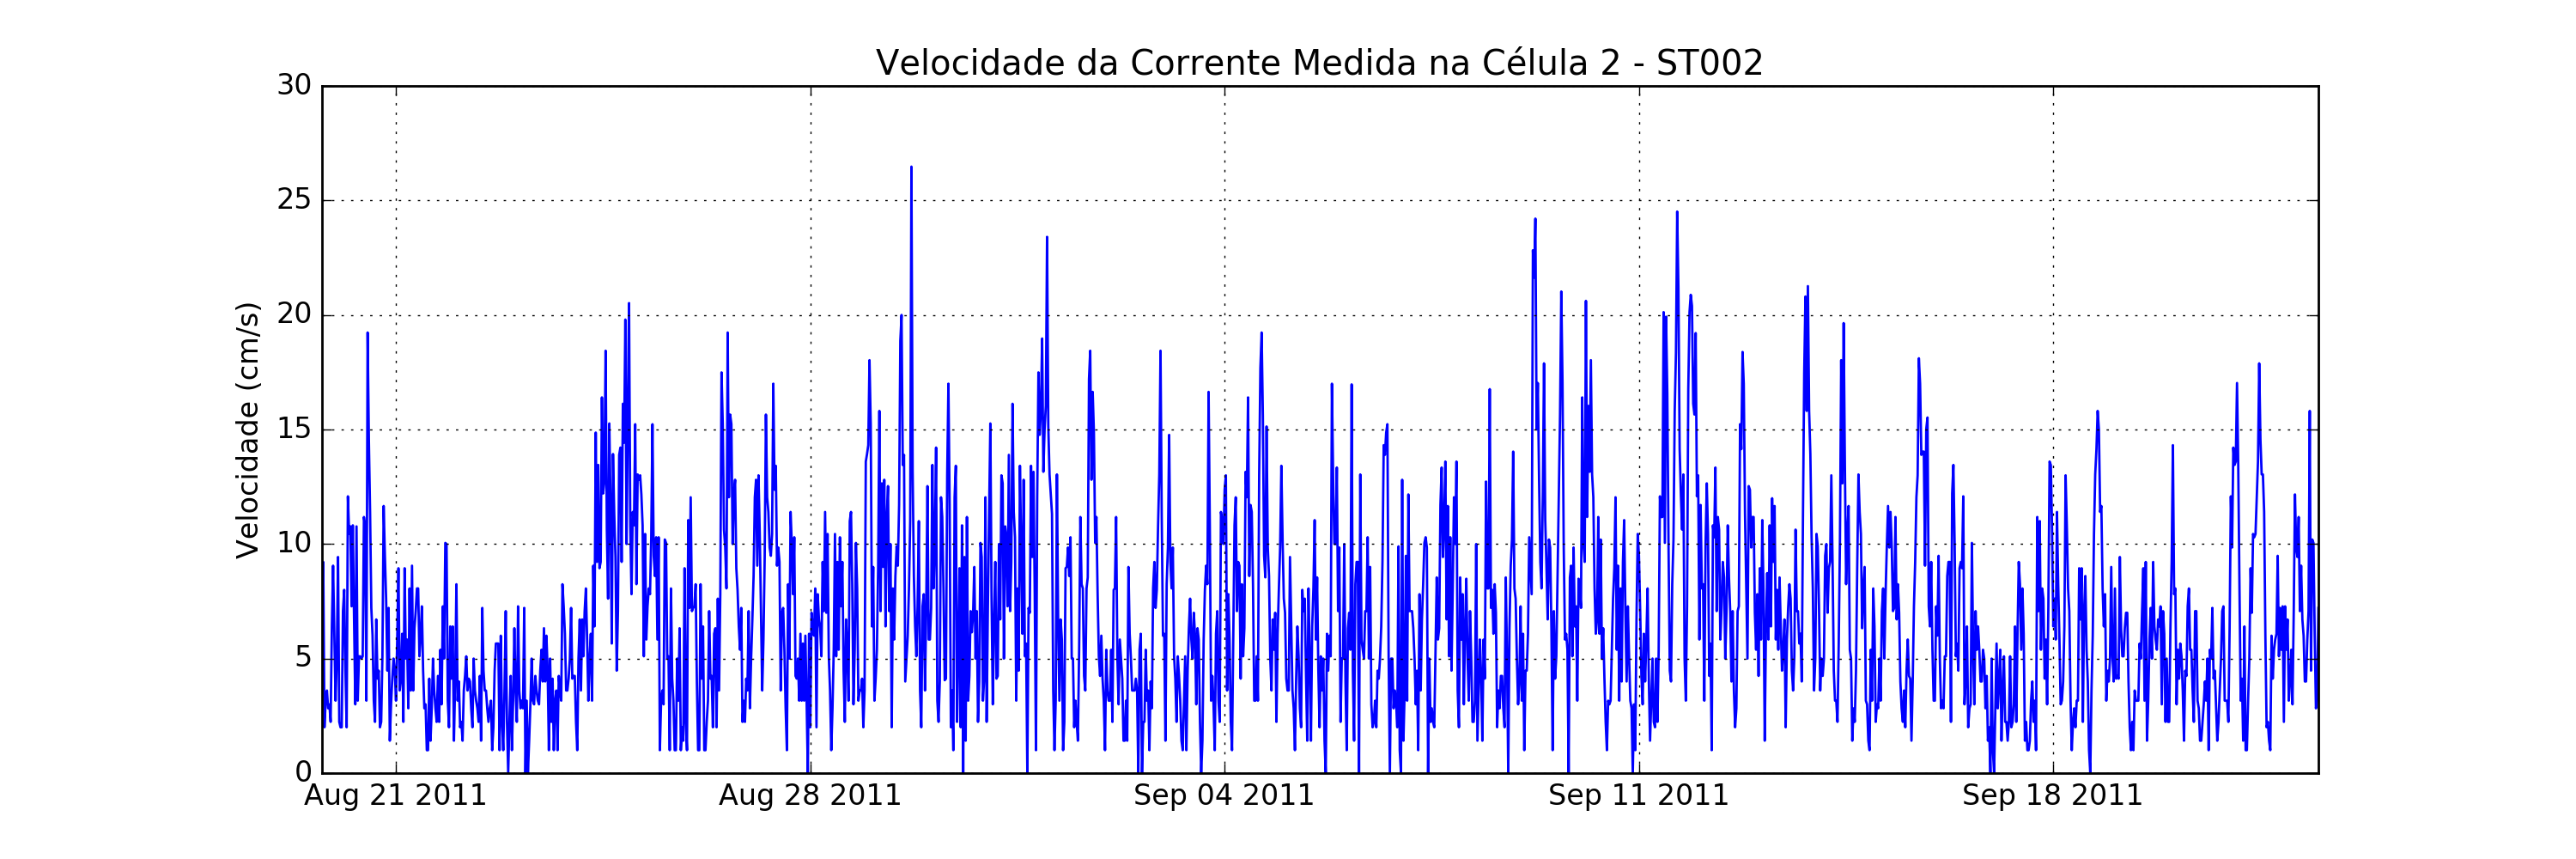 Velocidade da Corrente Medida na Célula 2 - ST002
30
25
20
15
10
5
0
Velocidade (cm/s)
Aug 21 2011
Aug 28 2011
Sep 04 2011
Sep 11 2011
Sep 18 2011